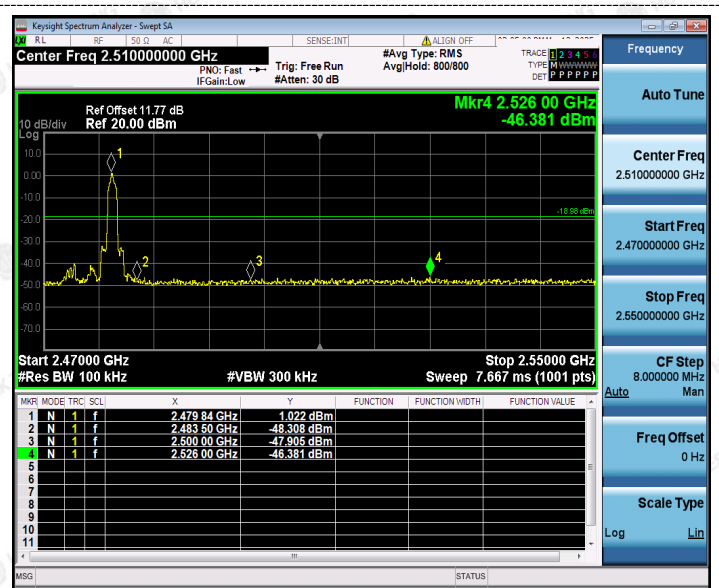 Keysight Spectrum Analyzer - Swept SA
RL RF 50 Ω AC SENSE:INT ALIGN OFF
Center Freq 2.510000000 GHz
PNO: Fast
IFGain:Low
Trig: Free Run
#Atten: 30 dB
#Avg Type: RMS
Avg|Hold: 800/800
TRACE 1 2 3 4 5 6
TYPE M W W W W W
DET P P P P P P
Mkr4 2.526 00 GHz
-46.381 dBm
Ref Offset 11.77 dB
10 dB/div Ref 20.00 dBm
Log
10.0
0.00
-10.0
-20.0
-30.0
-40.0
-50.0
-60.0
-70.0
1
2
3
4
-18.98 dBm
Start 2.47000 GHz Stop 2.55000 GHz
#Res BW 100 kHz #VBW 300 kHz Sweep 7.667 ms (1001 pts)
MKR MODE TRC SCL X Y FUNCTION FUNCTION WIDTH FUNCTION VALUE
1 N 1 f 2.479 84 GHz 1.022 dBm
2 N 1 f 2.483 50 GHz -48.308 dBm
3 N 1 f 2.500 00 GHz -47.905 dBm
4 N 1 f 2.526 00 GHz -46.381 dBm
5
6
7
8
9
10
11
MSG STATUS
Frequency
Auto Tune
Center Freq
2.510000000 GHz
Start Freq
2.470000000 GHz
Stop Freq
2.550000000 GHz
CF Step
8.000000 MHz
Auto Man
Freq Offset
0 Hz
Scale Type
Log Lin